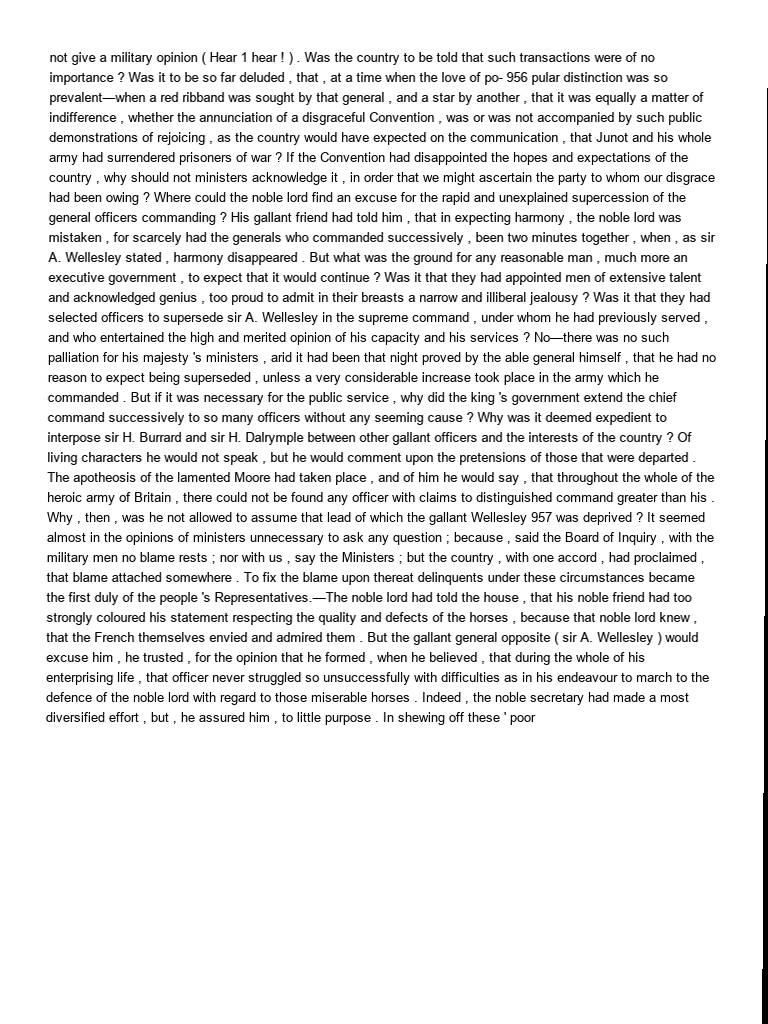 not give a military opinion ( Hear 1 hear ! ) . Was the country to be told that such transactions were of no
importance ? Was it to be so far deluded , that , at a time when the love of po- 956 pular distinction was so
prevalent—when a red ribband was sought by that general , and a star by another , that it was equally a matter of
indifference , whether the annunciation of a disgraceful Convention , was or was not accompanied by such public
demonstrations of rejoicing , as the country would have expected on the communication , that Junot and his whole
army had surrendered prisoners of war ? If the Convention had disappointed the hopes and expectations of the
country , why should not ministers acknowledge it , in order that we might ascertain the party to whom our disgrace
had been owing ? Where could the noble lord find an excuse for the rapid and unexplained supercession of the
general officers commanding ? His gallant friend had told him , that in expecting harmony , the noble lord was
mistaken , for scarcely had the generals who commanded successively , been two minutes together , when , as sir
A. Wellesley stated , harmony disappeared . But what was the ground for any reasonable man , much more an
executive government , to expect that it would continue ? Was it that they had appointed men of extensive talent
and acknowledged genius , too proud to admit in their breasts a narrow and illiberal jealousy ? Was it that they had
selected officers to supersede sir A. Wellesley in the supreme command , under whom he had previously served ,
and who entertained the high and merited opinion of his capacity and his services ? No—there was no such
palliation for his majesty 's ministers , arid it had been that night proved by the able general himself , that he had no
reason to expect being superseded , unless a very considerable increase took place in the army which he
commanded . But if it was necessary for the public service , why did the king 's government extend the chief
command successively to so many officers without any seeming cause ? Why was it deemed expedient to
interpose sir H. Burrard and sir H. Dalrymple between other gallant officers and the interests of the country ? Of
living characters he would not speak , but he would comment upon the pretensions of those that were departed .
The apotheosis of the lamented Moore had taken place , and of him he would say , that throughout the whole of the
heroic army of Britain , there could not be found any officer with claims to distinguished command greater than his .
Why , then , was he not allowed to assume that lead of which the gallant Wellesley 957 was deprived ? It seemed
almost in the opinions of ministers unnecessary to ask any question ; because , said the Board of Inquiry , with the
military men no blame rests ; nor with us , say the Ministers ; but the country , with one accord , had proclaimed ,
that blame attached somewhere . To fix the blame upon thereat delinquents under these circumstances became
the first duly of the people 's Representatives.—The noble lord had told the house , that his noble friend had too
strongly coloured his statement respecting the quality and defects of the horses , because that noble lord knew ,
that the French themselves envied and admired them . But the gallant general opposite ( sir A. Wellesley ) would
excuse him , he trusted , for the opinion that he formed , when he believed , that during the whole of his
enterprising life , that officer never struggled so unsuccessfully with difficulties as in his endeavour to march to the
defence of the noble lord with regard to those miserable horses . Indeed , the noble secretary had made a most
diversified effort , but , he assured him , to little purpose . In shewing off these ' poor